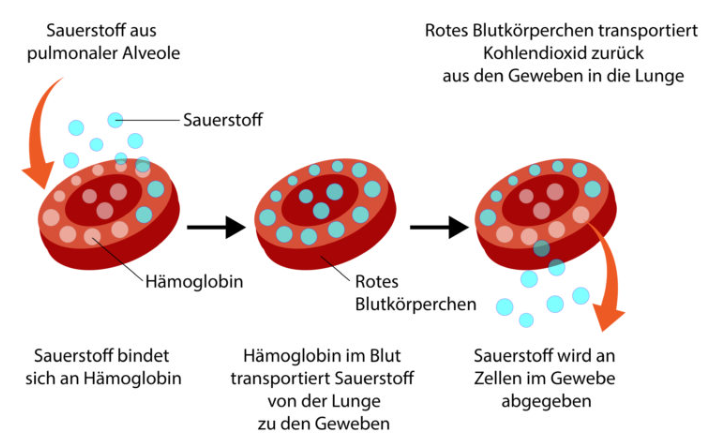 Sauerstoff aus
pulmonaler Alveole
Rotes Blutkörperchen transportiert
Kohlendioxid zurück
aus den Geweben in die Lunge
Sauerstoff
Hämoglobin
Rotes
Blutkörperchen
Sauerstoff bindet
sich an Hämoglobin
Hämoglobin im Blut
transportiert Sauerstoff
von der Lunge
zu den Geweben
Sauerstoff wird an
Zellen im Gewebe
abgegeben